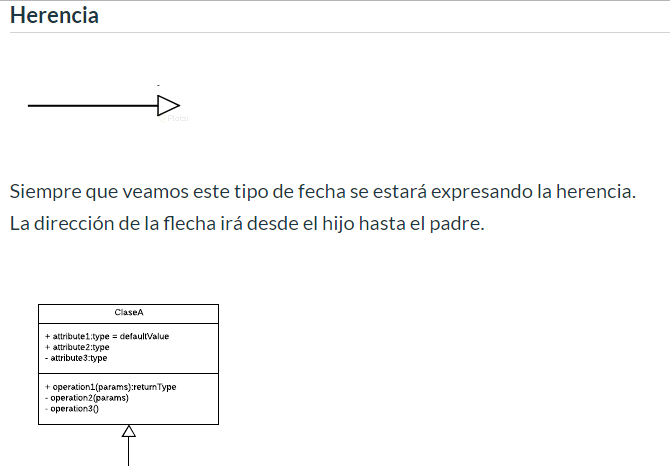 Herencia
Siempre que veamos este tipo de fecha se estará expresando la herencia.
La dirección de la flecha irá desde el hijo hasta el padre.
ClaseA
+ attribute1:type = defaultValue
+ attribute2:type
- attribute3:type
+ operation1(params):returnType
- operation2(params)
- operation3()